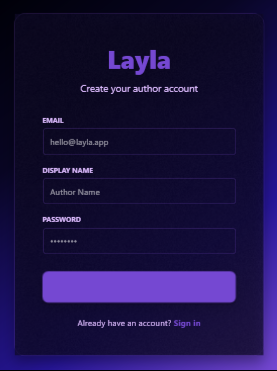 Layla
Create your author account
EMAIL
hello@layla.app
DISPLAY NAME
Author Name
PASSWORD
••••••••
Already have an account? Sign in